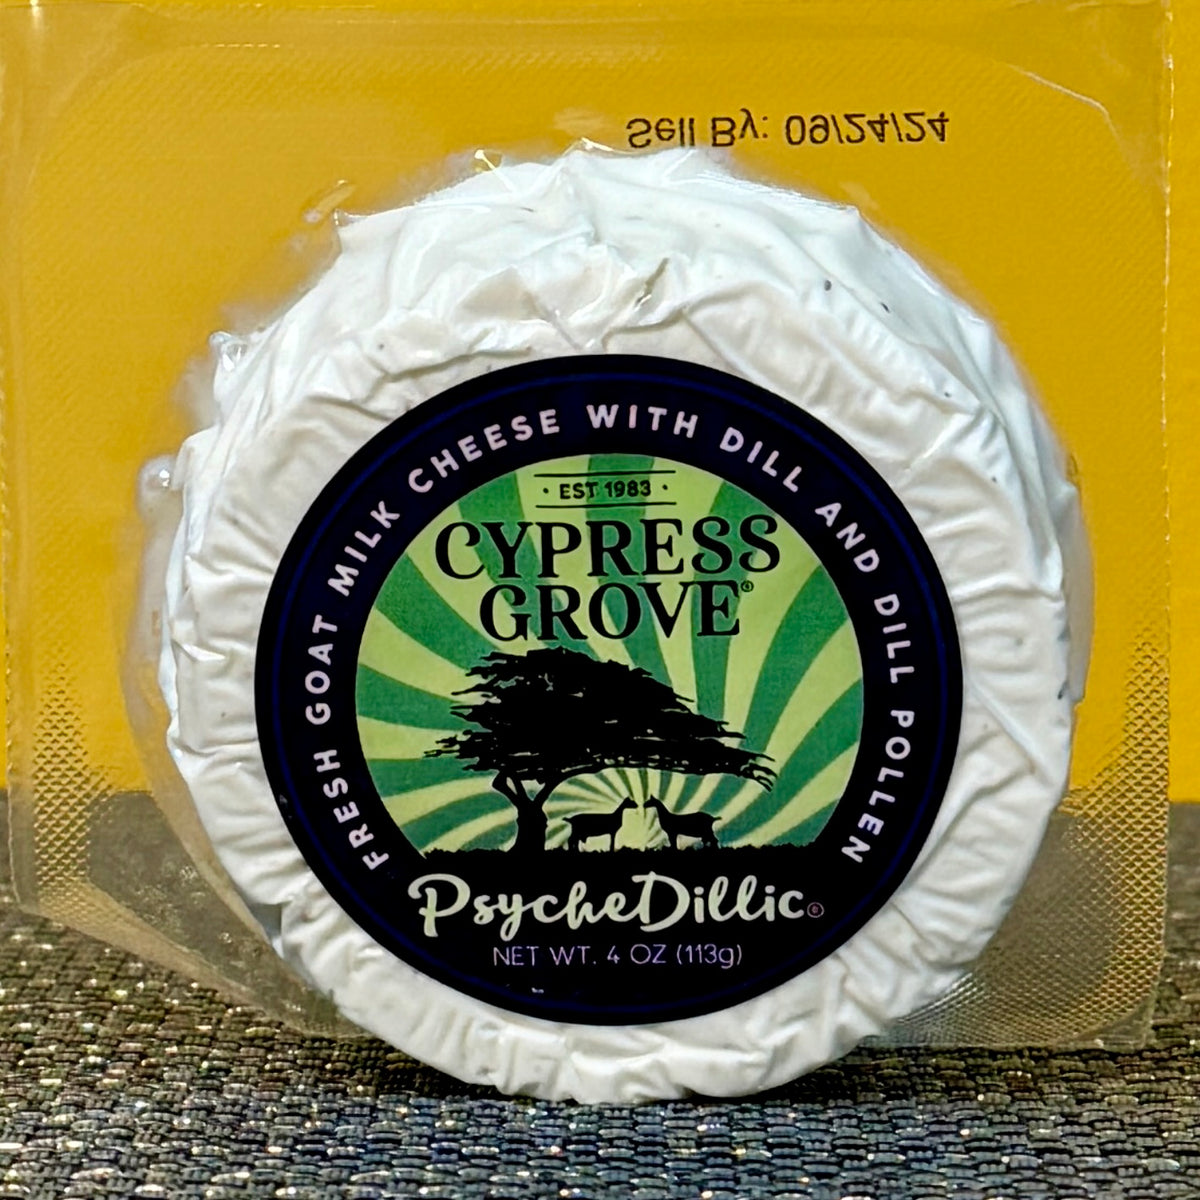 Sell By: 09/24/24
FRESH GOAT MILK CHEESE WITH DILL AND DILL POLLEN
· EST 1983 ·
CYPRESS
GROVE®
PsycheDillic®
NET WT. 4 OZ (113g)